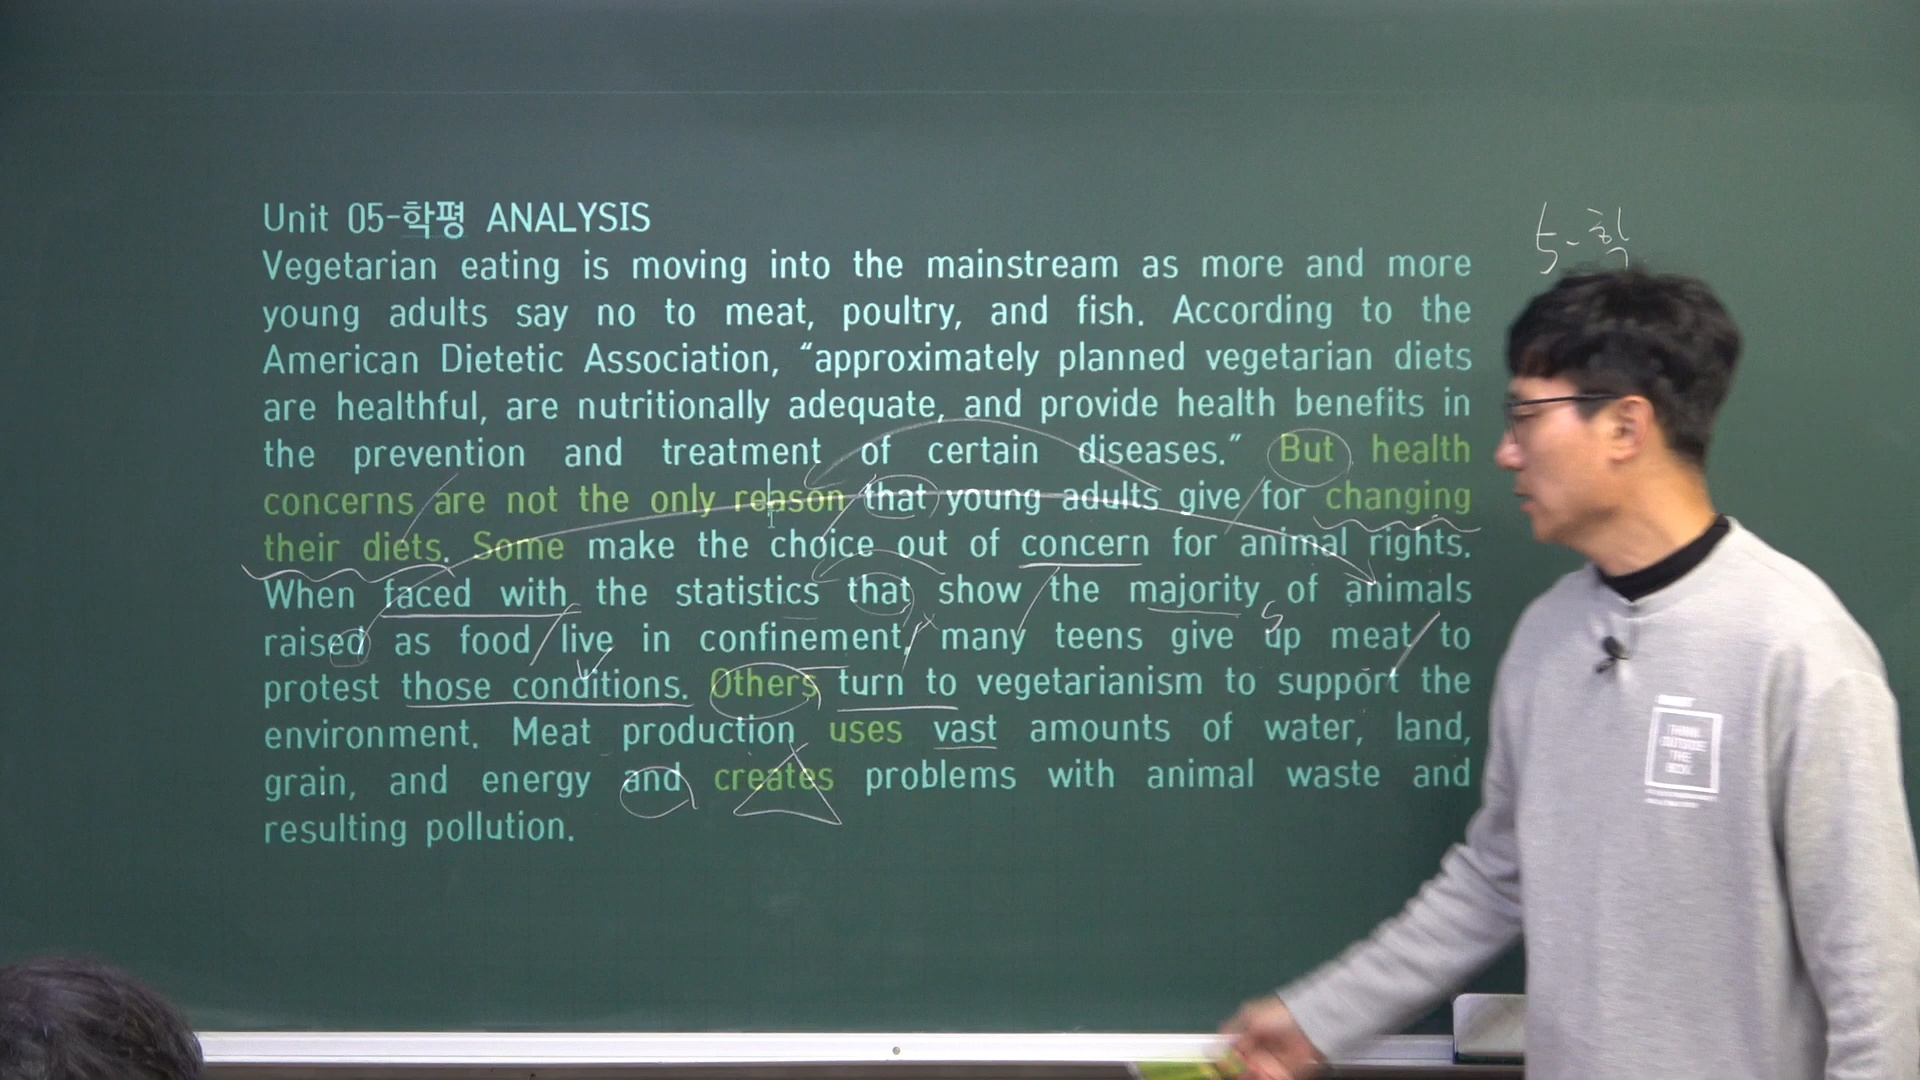 Unit 05-학평 ANALYSIS
Vegetarian eating is moving into the mainstream as more and more
young adults say no to meat, poultry, and fish. According to the
American Dietetic Association, “approximately planned vegetarian diets
are healthful, are nutritionally adequate, and provide health benefits in
the prevention and treatment of certain diseases.” But health
concerns are not the only reason that young adults give for changing
their diets. Some make the choice out of concern for animal rights.
When faced with the statistics that show the majority of animals
raised as food live in confinement, many teens give up meat to
protest those conditions. Others turn to vegetarianism to support the
environment. Meat production uses vast amounts of water, land,
grain, and energy and creates problems with animal waste and
resulting pollution.
5-학
S
THINK
OUTSIDE
THE
BOX